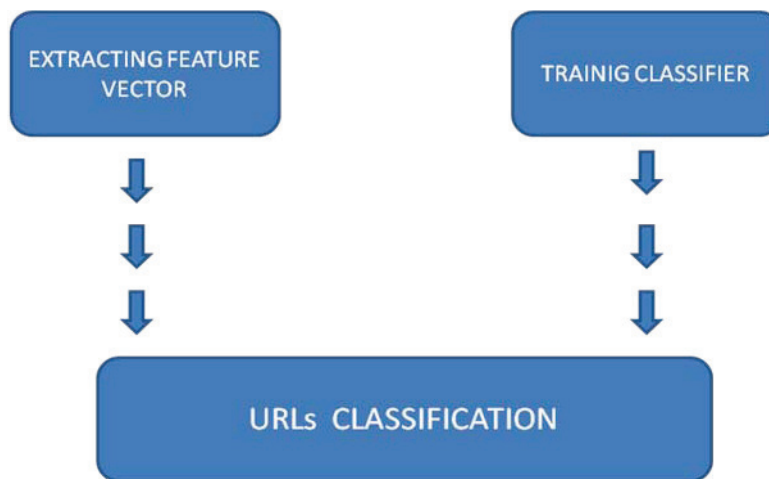 EXTRACTING FEATURE
VECTOR
TRAINIG CLASSIFIER
URLs CLASSIFICATION